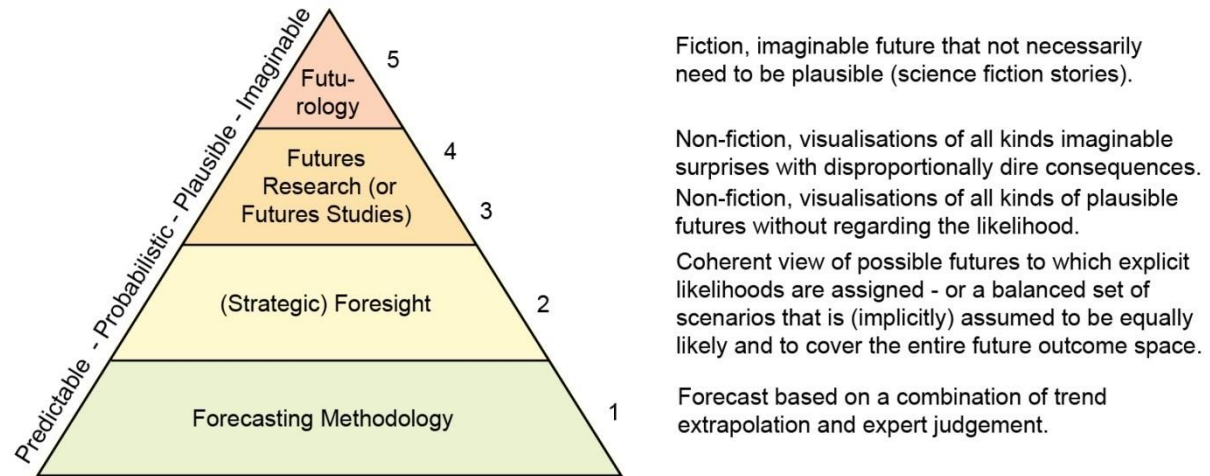 Predictable - Probabilistic - Plausible - Imaginable
5
Futu-
rology
Fiction, imaginable future that not necessarily
need to be plausible (science fiction stories).
4
Futures
Research (or
Futures Studies)
3
Non-fiction, visualisations of all kinds imaginable
surprises with disproportionally dire consequences.
Non-fiction, visualisations of all kinds of plausible
futures without regarding the likelihood.
(Strategic) Foresight
2
Coherent view of possible futures to which explicit
likelihoods are assigned - or a balanced set of
scenarios that is (implicitly) assumed to be equally
likely and to cover the entire future outcome space.
Forecasting Methodology
1
Forecast based on a combination of trend
extrapolation and expert judgement.